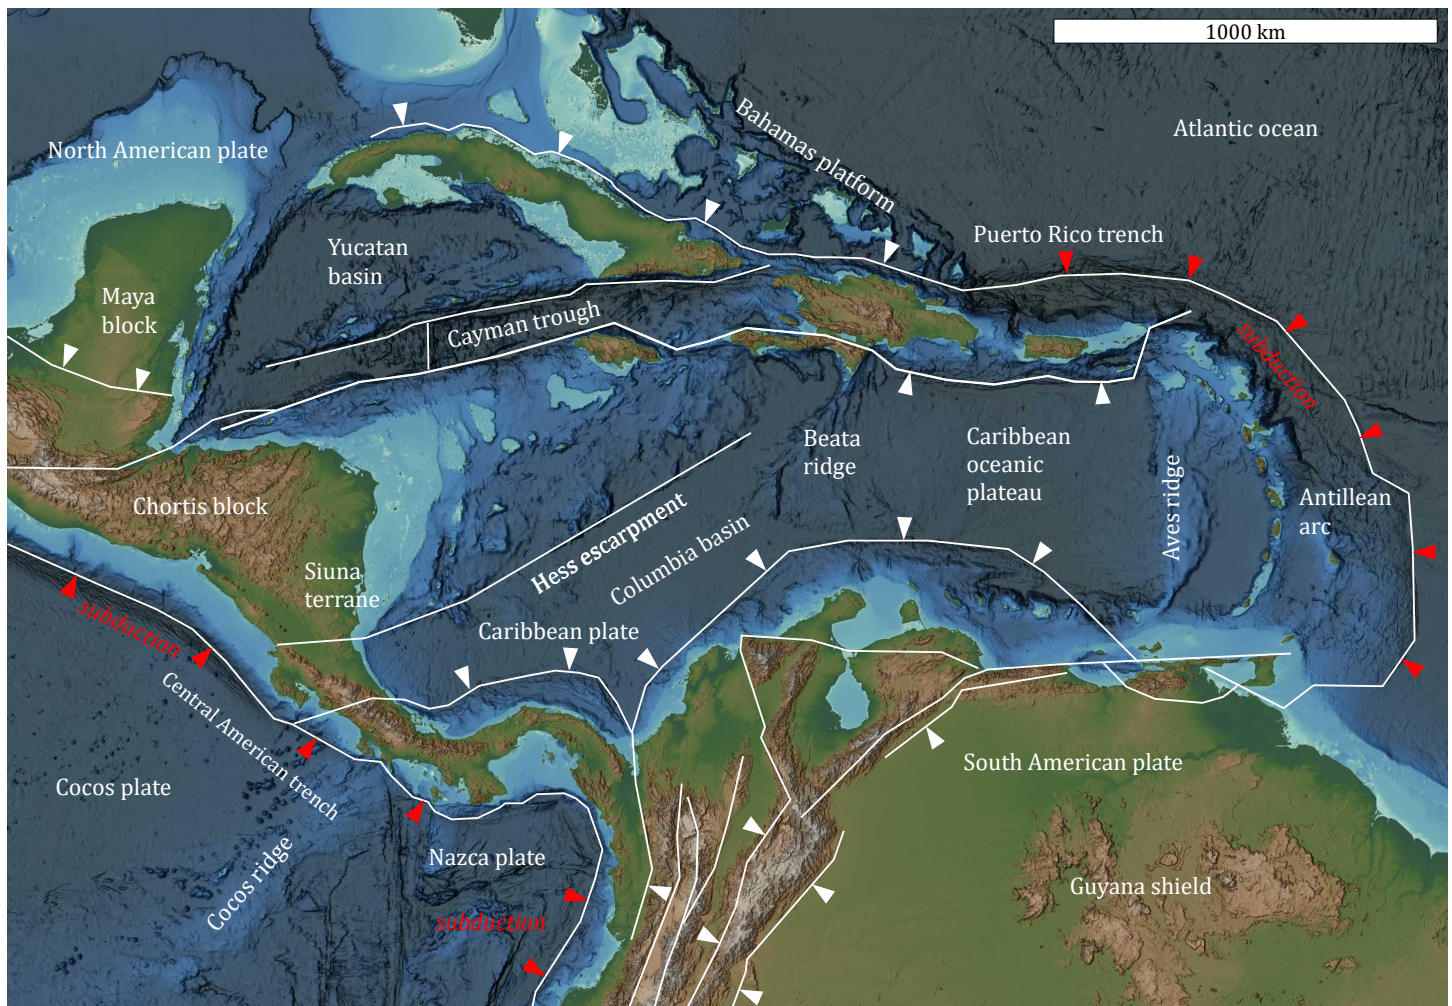 1000 km
Atlantic ocean
North American plate
Bahamas platform
Puerto Rico trench
Yucatan
basin
Maya
block
Cayman trough
subduction
Beata
ridge
Caribbean
oceanic
plateau
Aves ridge
Antillean
arc
Chortis block
Hess escarpment
Columbia basin
Siuna
terrane
subduction
Caribbean plate
Central American trench
South American plate
Cocos plate
Nazca plate
Cocos ridge
Guyana shield
subduction